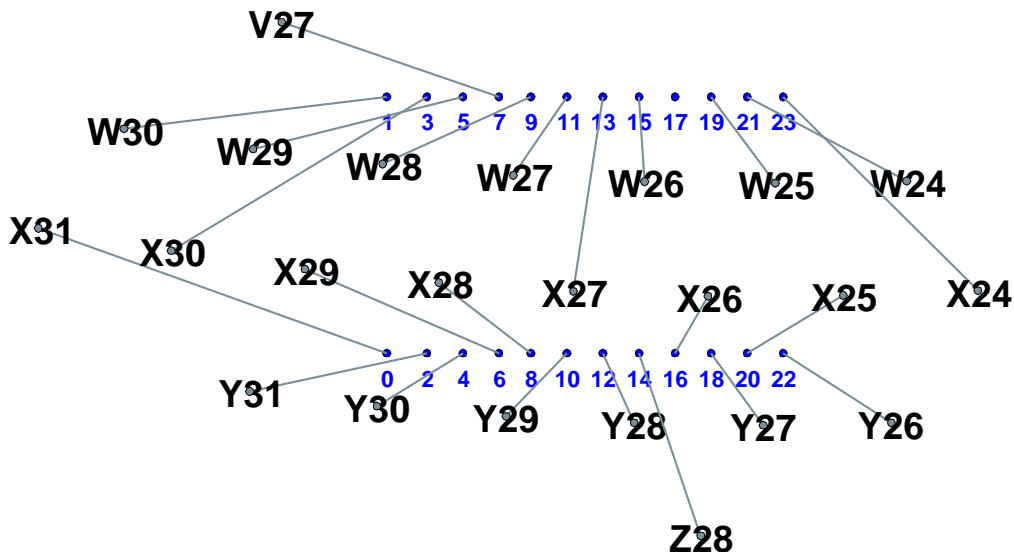 V27
1 3 5 7 9 11 13 15 17 19 21 23
W30 W29 W28 W27 W26 W25 W24
X31 X30 X29 X28 X27 X26 X25 X24
0 2 4 6 8 10 12 14 16 18 20 22
Y31 Y30 Y29 Y28 Y27 Y26
Z28